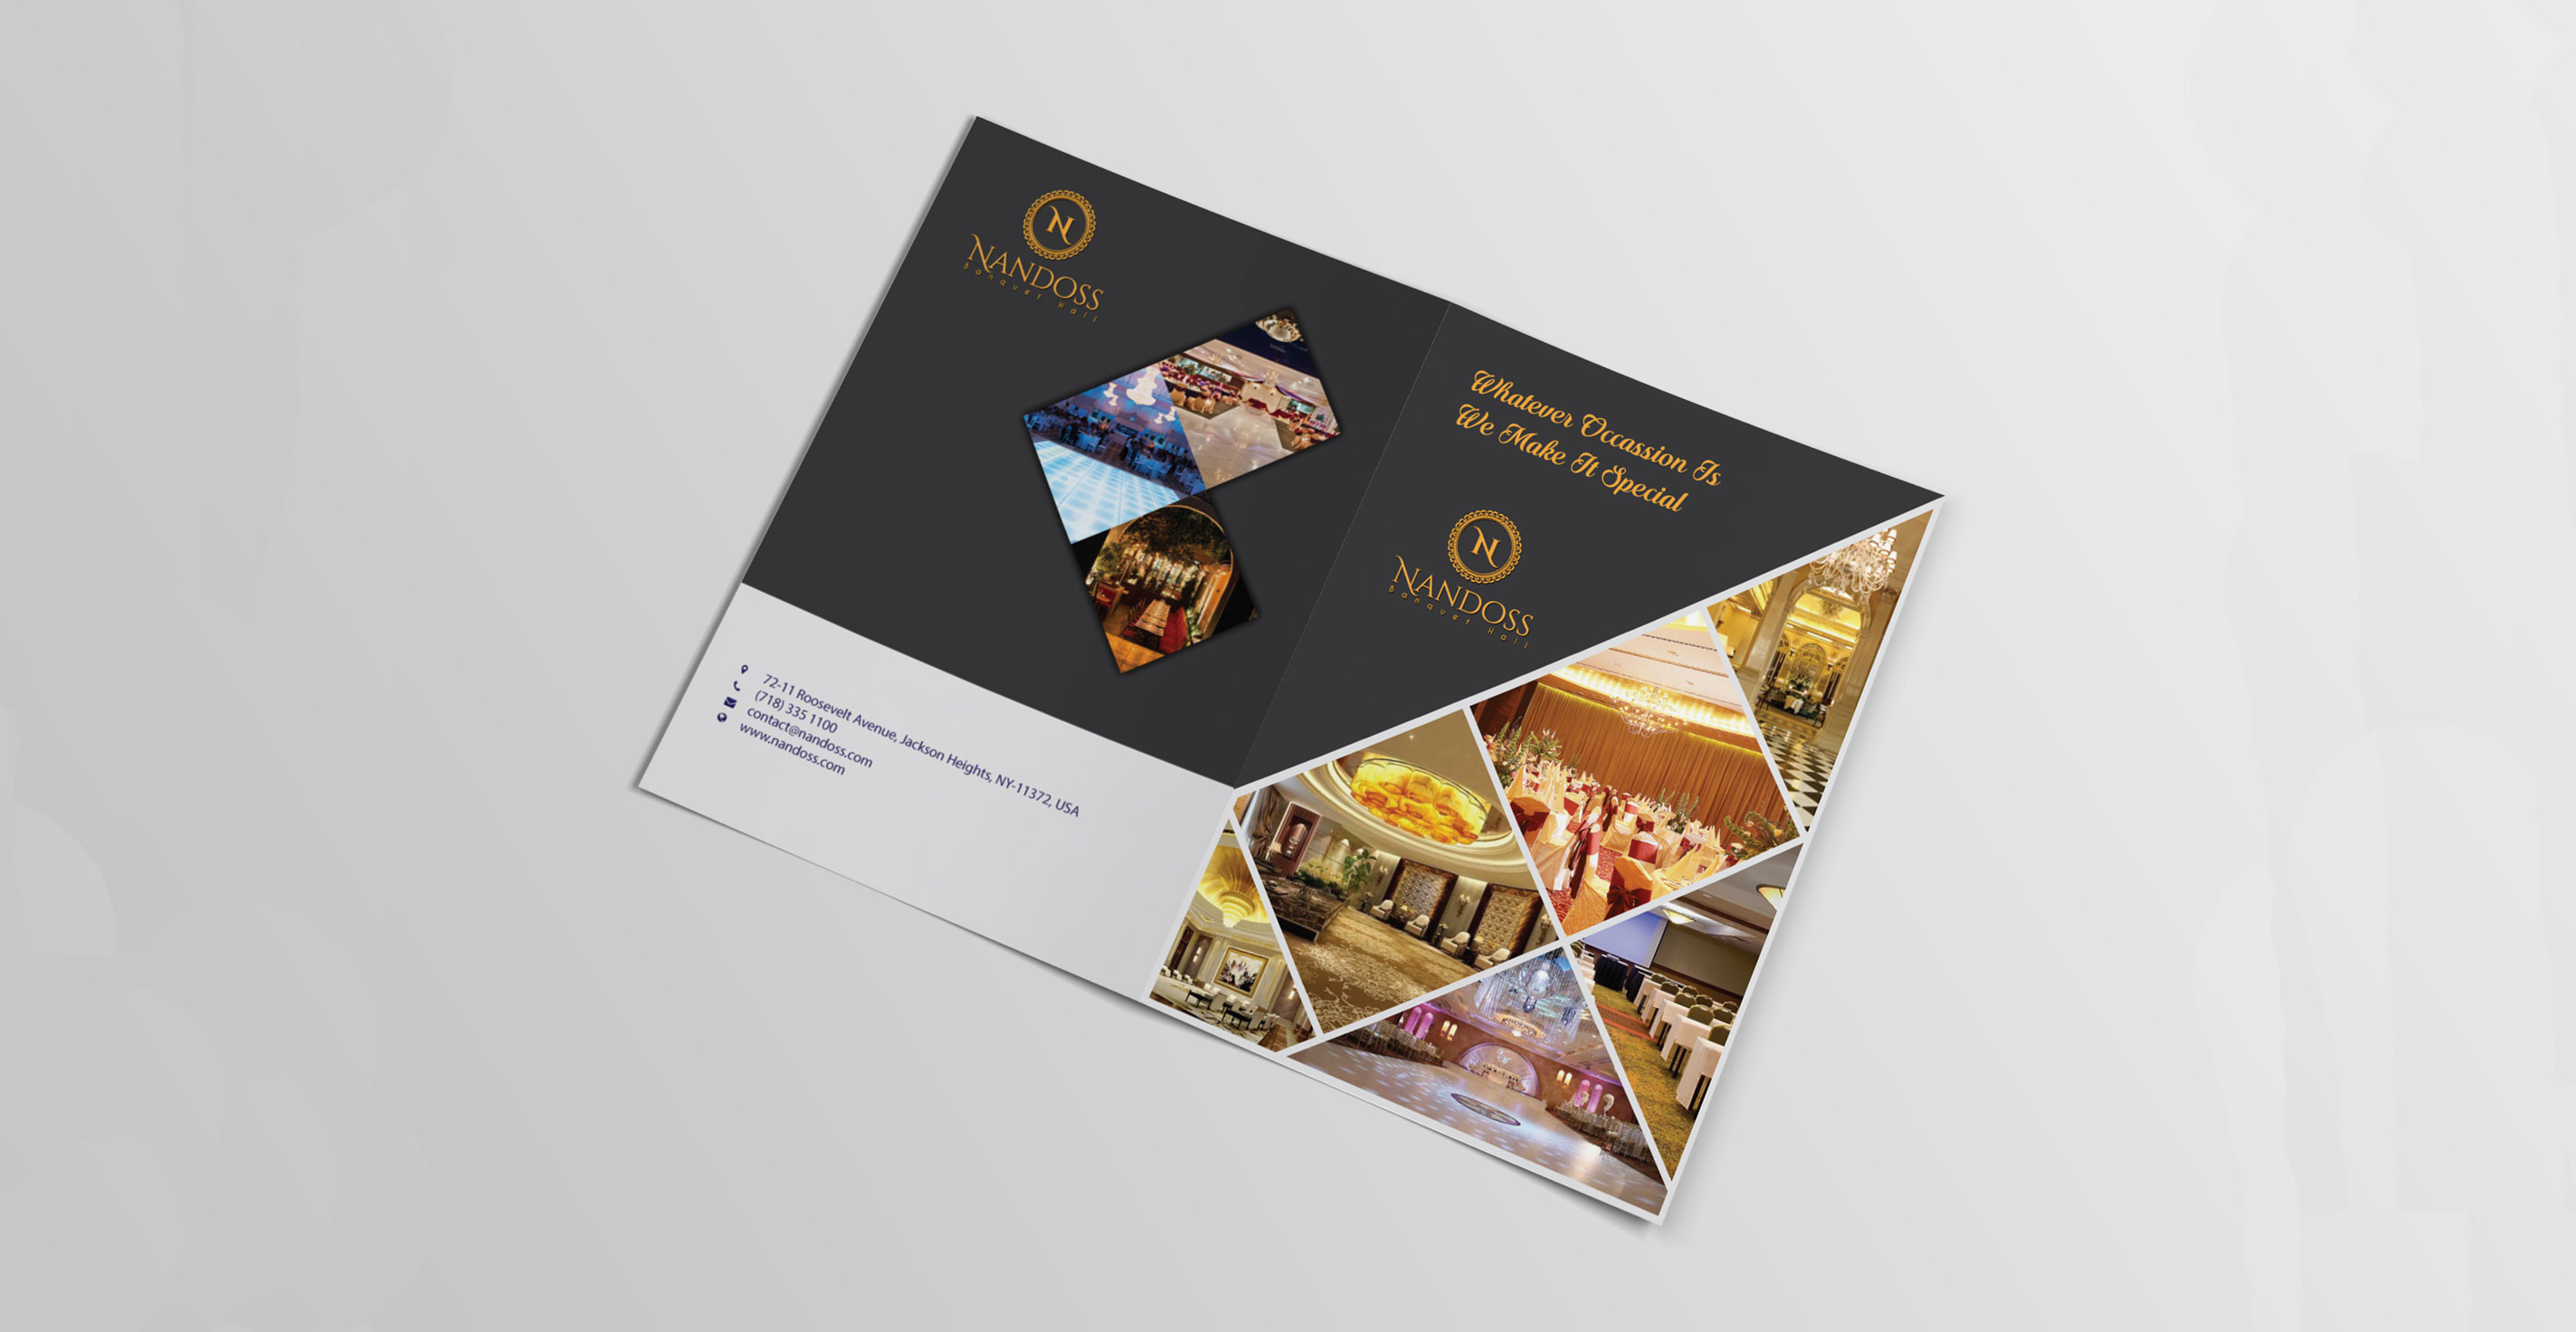 N
NANDOSS
Banquet Hall
72-11 Roosevelt Avenue, Jackson Heights, NY-11372, USA
(718) 335 1100
contact@nandoss.com
www.nandoss.com
Whatever Occassion Is
We Make It Special
N
NANDOSS
Banquet Hall